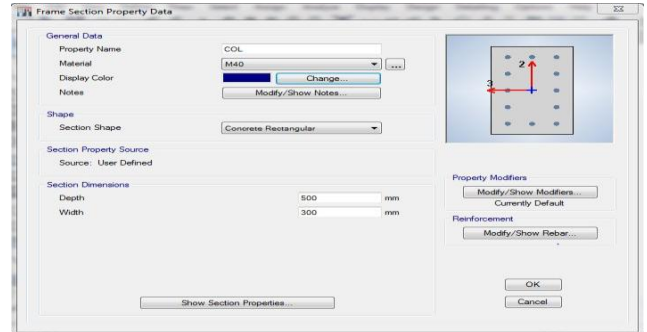 Frame Section Property Data
General Data
Property Name COL
Material M40 ...
Display Color Change...
Notes Modify/Show Notes...
Shape
Section Shape Concrete Rectangular
Section Property Source
Source: User Defined
Section Dimensions
Depth 500 mm
Width 300 mm
Show Section Properties...
2
3
Property Modifiers
Modify/Show Modifiers...
Currently Default
Reinforcement
Modify/Show Rebar...
OK
Cancel